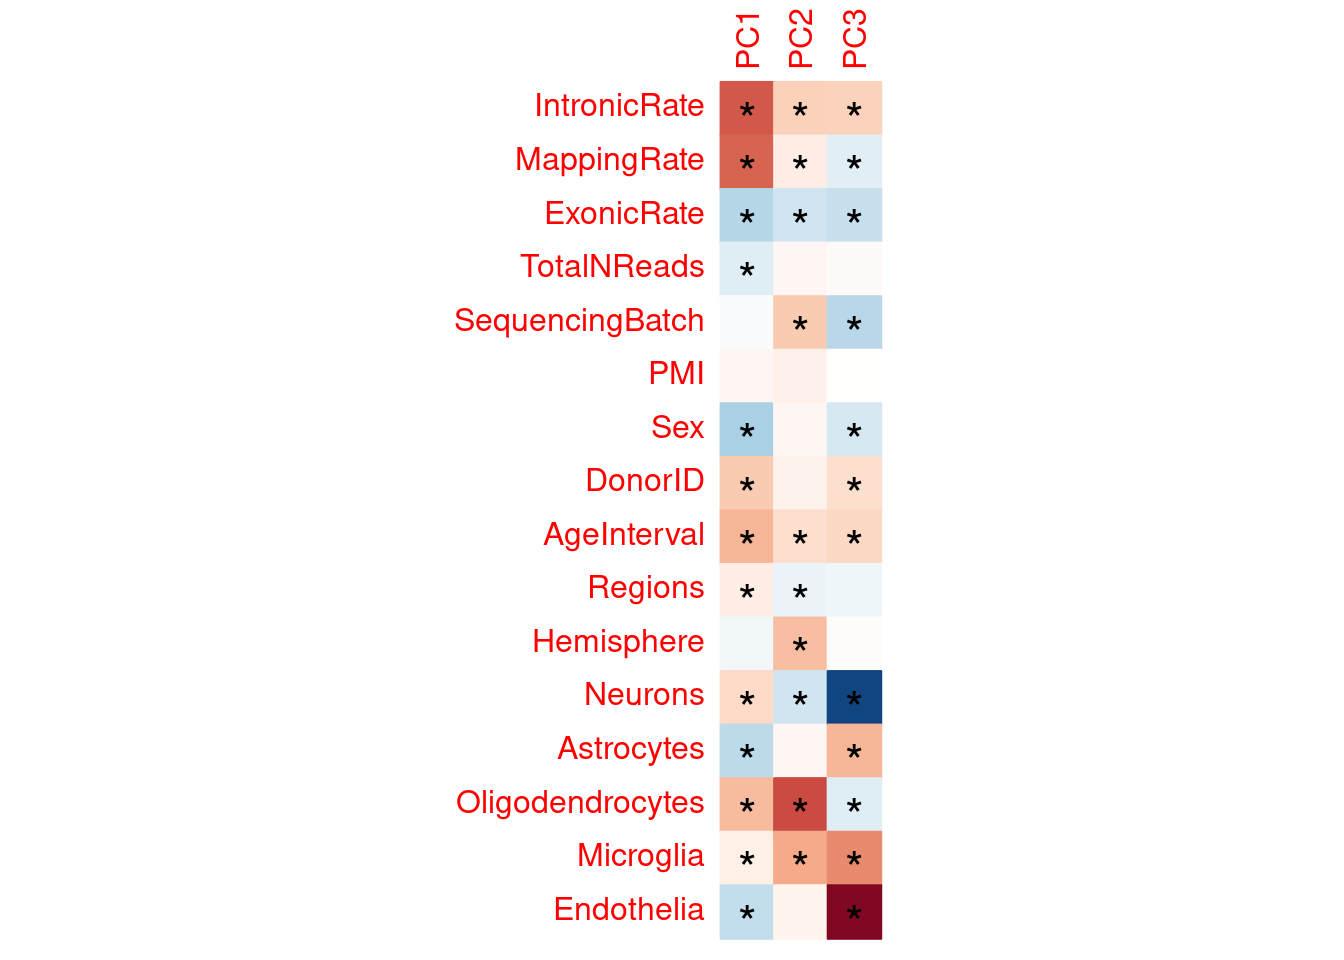 PC1 PC2 PC3
IntronicRate * * *
MappingRate * * *
ExonicRate * * *
TotalNReads *
SequencingBatch * *
PMI
Sex * *
DonorID * *
AgeInterval * * *
Regions * *
Hemisphere *
Neurons * * *
Astrocytes * *
Oligodendrocytes * * *
Microglia * * *
Endothelia * *